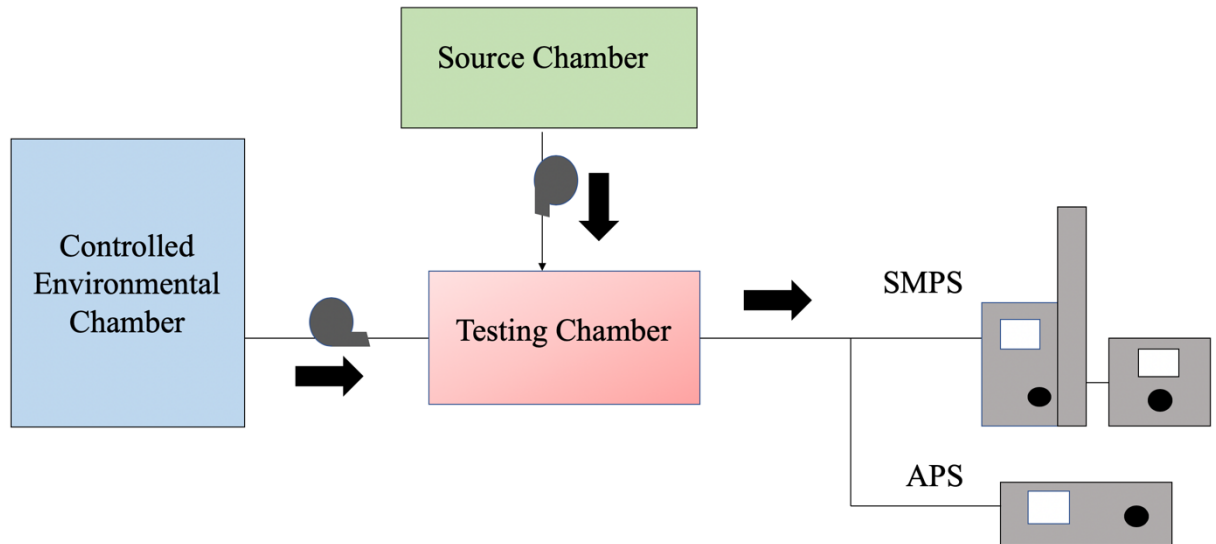 Source Chamber
Controlled
Environmental
Chamber
Testing Chamber
SMPS
APS